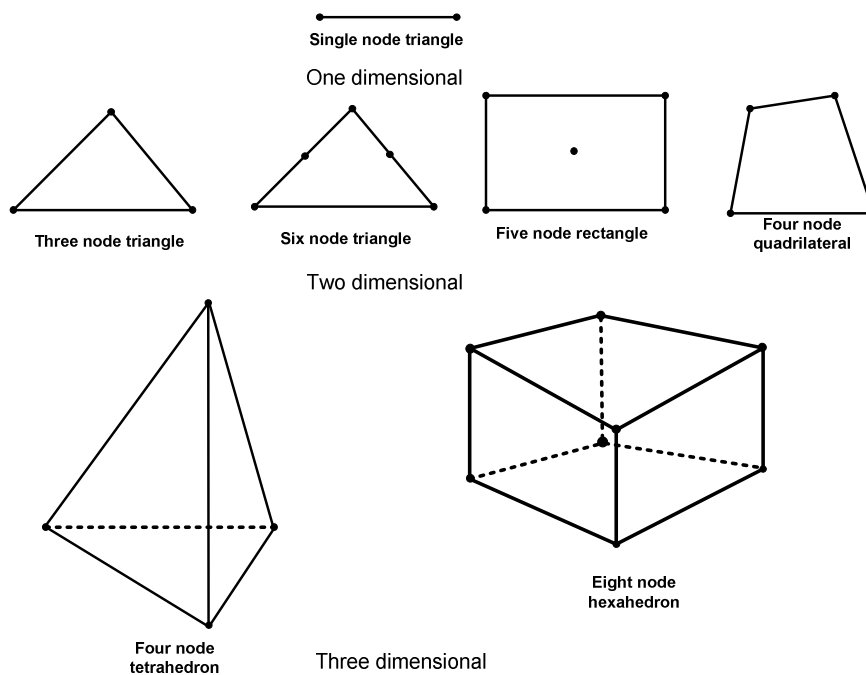 Single node triangle
One dimensional
Three node triangle
Six node triangle
Five node rectangle
Four node
quadrilateral
Two dimensional
Eight node
hexahedron
Four node
tetrahedron
Three dimensional